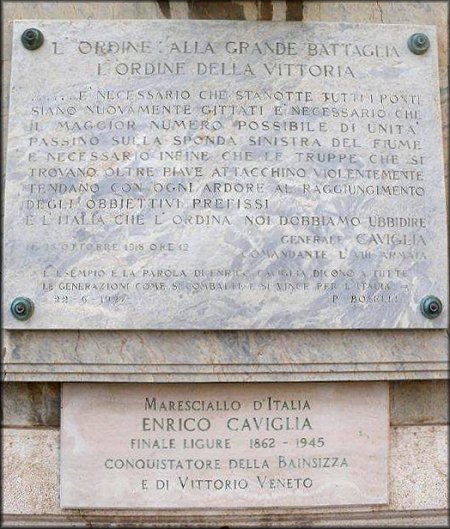 L'ORDINE ALLA GRANDE BATTAGLIA
L'ORDINE DELLA VITTORIA
........E' NECESSARIO CHE STANOTTE TUTTI I PONTI
SIANO NUOVAMENTE GITTATI E' NECESSARIO CHE
IL MAGGIOR NUMERO POSSIBILE DI UNITA'
PASSINO SULLA SPONDA SINISTRA DEL FIUME
E NECESSARIO INFINE CHE LE TRUPPE CHE SI
TROVANO OLTRE PIAVE ATTACCHINO VIOLENTEMENTE
TENDANO CON OGNI ARDORE AL RAGGIUNGIMENTO
DEGLI OBBIETTIVI PREFISSI
E L'ITALIA CHE L'ORDINA NOI DOBBIAMO UBBIDIRE
GENERALE CAVIGLIA
OTTOBRE 1918 ORE 12
COMANDANTE L'VIII ARMATA
L'ESEMPIO E LA PAROLA DI ENRICO CAVIGLIA DICONO A TUTTE
LE GENERAZIONI COME SI COMBATTE E SI VINCE PER L'ITALIA
22-6-1927 P. BOSELLI
MARESCIALLO D'ITALIA
ENRICO CAVIGLIA
FINALE LIGURE 1862 - 1945
CONQUISTATORE DELLA BAINSIZZA
E DI VITTORIO VENETO